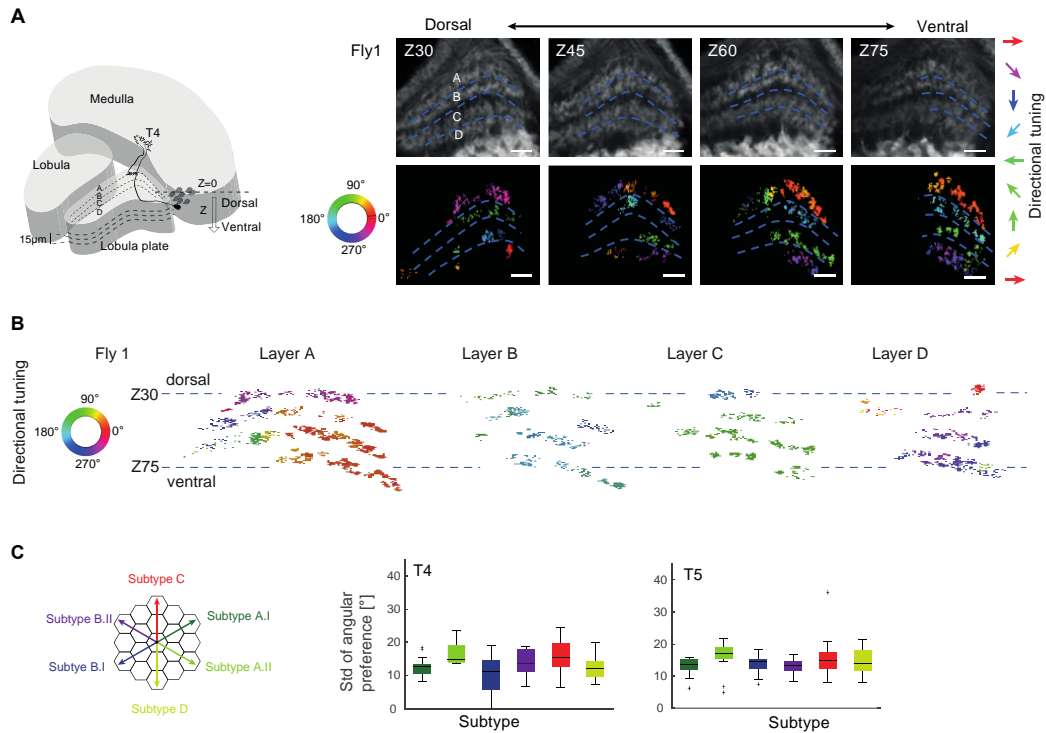 A
Dorsal
Ventral
Fly1
Z30
Z45
Z60
Z75
A
B
C
D
Medulla
T4
Lobula
A
B
C
D
Z=0
Dorsal
Z
Ventral
15µm
Lobula plate
90°
180°
0°
270°
Directional tuning
B
Fly 1
Layer A
Layer B
Layer C
Layer D
Directional tuning
dorsal
Z30
90°
180°
0°
270°
Z75
ventral
C
Subtype C
Subtype B.II
Subtype A.I
Subtye B.I
Subtype A.II
Subtype D
Std of angular
preference [°]
T4
40
30
20
10
0
Subtype
T5
40
30
20
10
0
Subtype